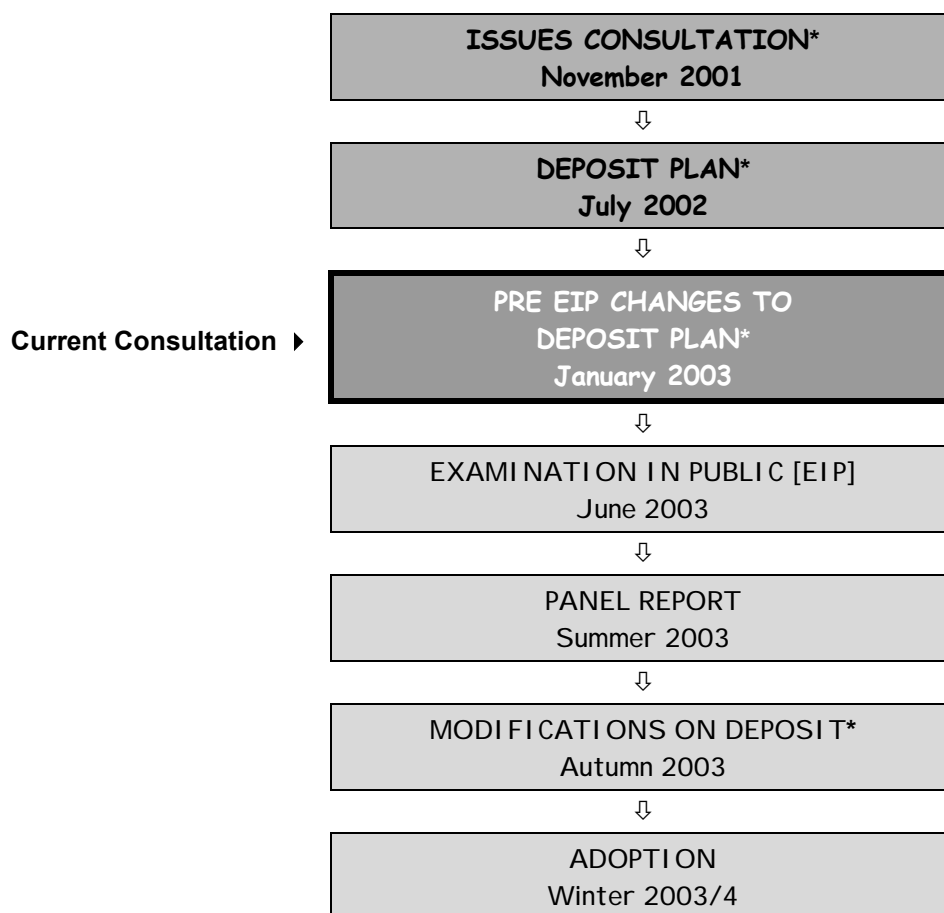 ISSUES CONSULTATION*
November 2001
⇩
DEPOSIT PLAN*
July 2002
⇩
PRE EIP CHANGES TO
Current Consultation ▶ DEPOSIT PLAN*
January 2003
⇩
EXAMINATION IN PUBLIC [EIP]
June 2003
⇩
PANEL REPORT
Summer 2003
⇩
MODIFICATIONS ON DEPOSIT*
Autumn 2003
⇩
ADOPTION
Winter 2003/4